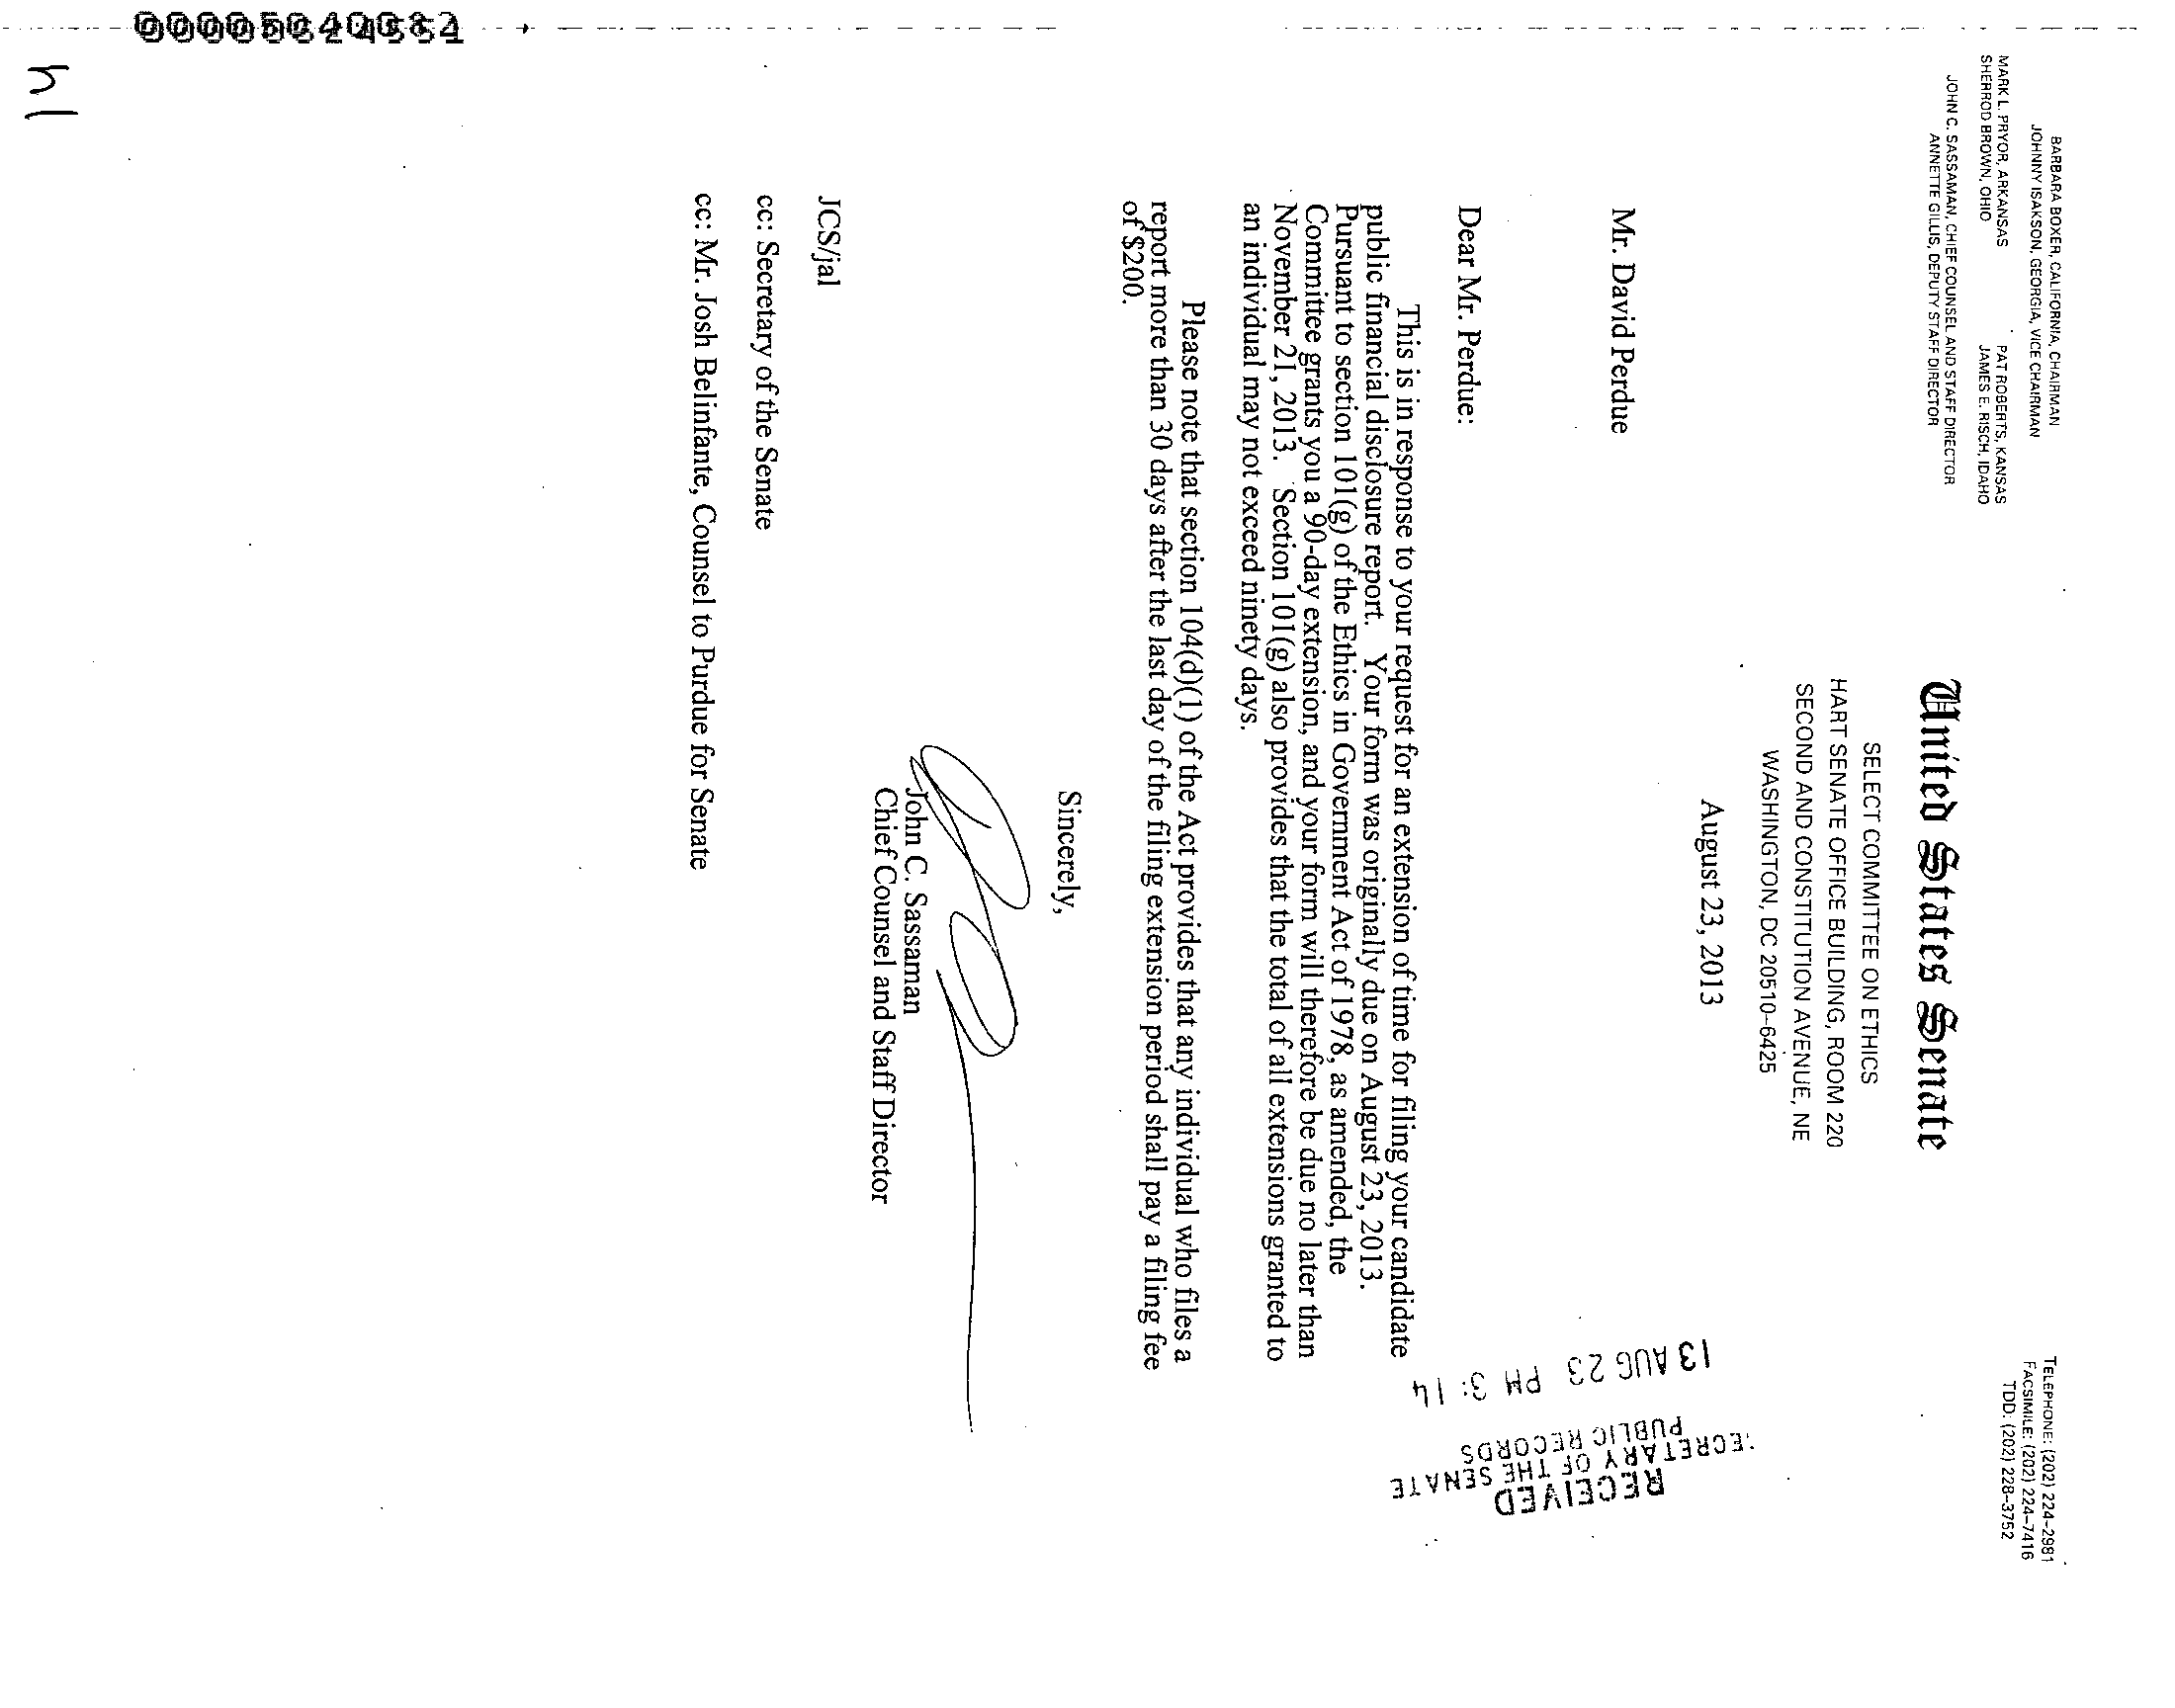 BARBARA BOXER, CALIFORNIA, CHAIRMAN
JOHNNY ISAKSON, GEORGIA, VICE CHAIRMAN
MARK L. PRYOR, ARKANSAS PAT ROBERTS, KANSAS
SHERROD BROWN, OHIO JAMES E. RISCH, IDAHO
JOHN C. SASSAMAN, CHIEF COUNSEL AND STAFF DIRECTOR
ANNETTE GILLIS, DEPUTY STAFF DIRECTOR
TELEPHONE: (202) 224–2981
FACSIMILE: (202) 224–7416
TDD: (202) 228–3752
United States Senate
SELECT COMMITTEE ON ETHICS
HART SENATE OFFICE BUILDING, ROOM 220
SECOND AND CONSTITUTION AVENUE, NE
WASHINGTON, DC 20510–6425
August 23, 2013
RECEIVED
ECRETARY OF THE SENATE
PUBLIC RECORDS
13 AUG 23 PM 3:14
Mr. David Perdue
Dear Mr. Perdue:
This is in response to your request for an extension of time for filing your candidate
public financial disclosure report. Your form was originally due on August 23, 2013.
Pursuant to section 101(g) of the Ethics in Government Act of 1978, as amended, the
Committee grants you a 90-day extension, and your form will therefore be due no later than
November 21, 2013. Section 101(g) also provides that the total of all extensions granted to
an individual may not exceed ninety days.
Please note that section 104(d)(1) of the Act provides that any individual who files a
report more than 30 days after the last day of the filing extension period shall pay a filing fee
of $200.
Sincerely,
John C. Sassaman
Chief Counsel and Staff Director
JCS/jal
cc: Secretary of the Senate
cc: Mr. Josh Belinfante, Counsel to Purdue for Senate